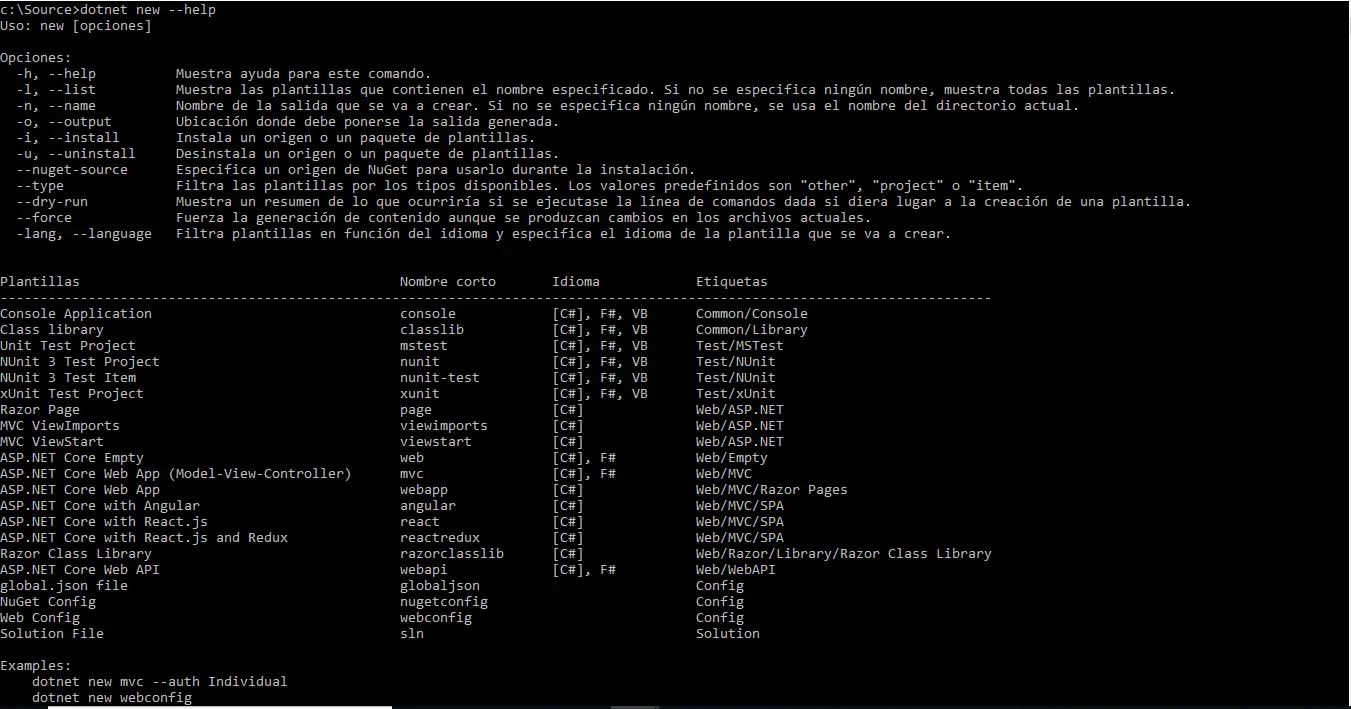 c:\Source>dotnet new --help
Uso: new [opciones]
Opciones:
-h, --help Muestra ayuda para este comando.
-l, --list Muestra las plantillas que contienen el nombre especificado. Si no se especifica ningún nombre, muestra todas las plantillas.
-n, --name Nombre de la salida que se va a crear. Si no se especifica ningún nombre, se usa el nombre del directorio actual.
-o, --output Ubicación donde debe ponerse la salida generada.
-i, --install Instala un origen o un paquete de plantillas.
-u, --uninstall Desinstala un origen o un paquete de plantillas.
--nuget-source Especifica un origen de NuGet para usarlo durante la instalación.
--type Filtra las plantillas por los tipos disponibles. Los valores predefinidos son "other", "project" o "item".
--dry-run Muestra un resumen de lo que ocurriría si se ejecutase la línea de comandos dada si diera lugar a la creación de una plantilla.
--force Fuerza la generación de contenido aunque se produzcan cambios en los archivos actuales.
-lang, --language Filtra plantillas en función del idioma y especifica el idioma de la plantilla que se va a crear.
Plantillas Nombre corto Idioma Etiquetas
----------------------------------------------------------------------------------------------------------------------------
Console Application console [C#], F#, VB Common/Console
Class library classlib [C#], F#, VB Common/Library
Unit Test Project mstest [C#], F#, VB Test/MSTest
NUnit 3 Test Project nunit [C#], F#, VB Test/NUnit
NUnit 3 Test Item nunit-test [C#], F#, VB Test/NUnit
xUnit Test Project xunit [C#], F#, VB Test/xUnit
Razor Page page [C#] Web/ASP.NET
MVC ViewImports viewimports [C#] Web/ASP.NET
MVC ViewStart viewstart [C#] Web/ASP.NET
ASP.NET Core Empty web [C#], F# Web/Empty
ASP.NET Core Web App (Model-View-Controller) mvc [C#], F# Web/MVC
ASP.NET Core Web App webapp [C#] Web/MVC/Razor Pages
ASP.NET Core with Angular angular [C#] Web/MVC/SPA
ASP.NET Core with React.js react [C#] Web/MVC/SPA
ASP.NET Core with React.js and Redux reactredux [C#] Web/MVC/SPA
Razor Class Library razorclasslib [C#] Web/Razor/Library/Razor Class Library
ASP.NET Core Web API webapi [C#], F# Web/WebAPI
global.json file globaljson Config
NuGet Config nugetconfig Config
Web Config webconfig Config
Solution File sln Solution
Examples:
dotnet new mvc --auth Individual
dotnet new webconfig